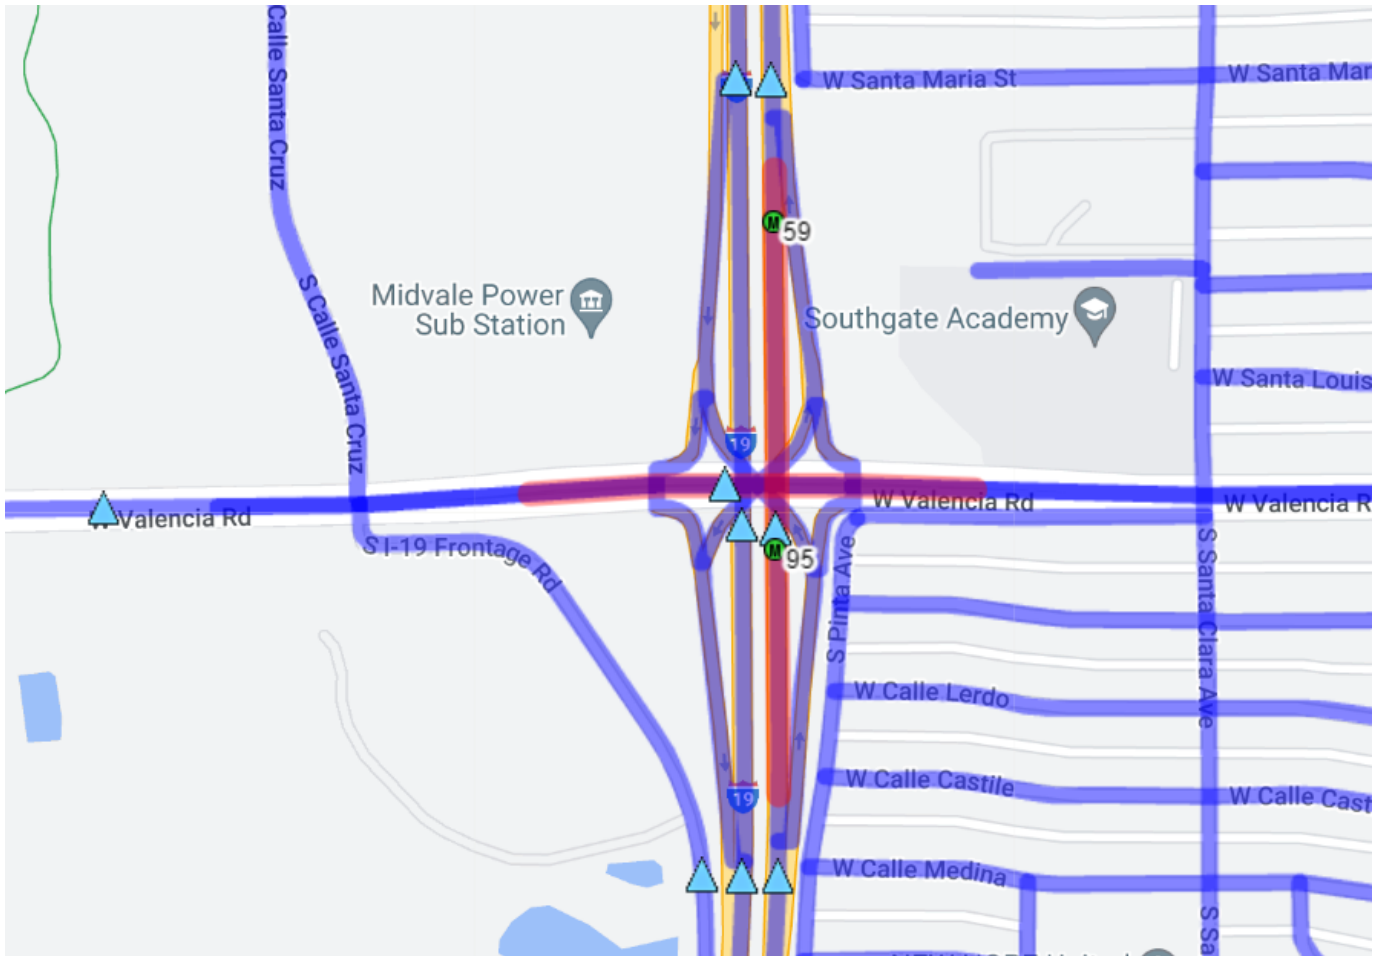 Calle Santa Cruz
W Santa Maria St
W Santa Mar
59
S Calle Santa Cruz
Midvale Power
Sub Station
Southgate Academy
W Santa Louis
19
W Valencia Rd
W Valencia Rd
W Valencia R
S I-19 Frontage Rd
95
S Pinta Ave
S Santa Clara Ave
W Calle Lerdo
19
W Calle Castile
W Calle Cast
W Calle Medina
S Sa